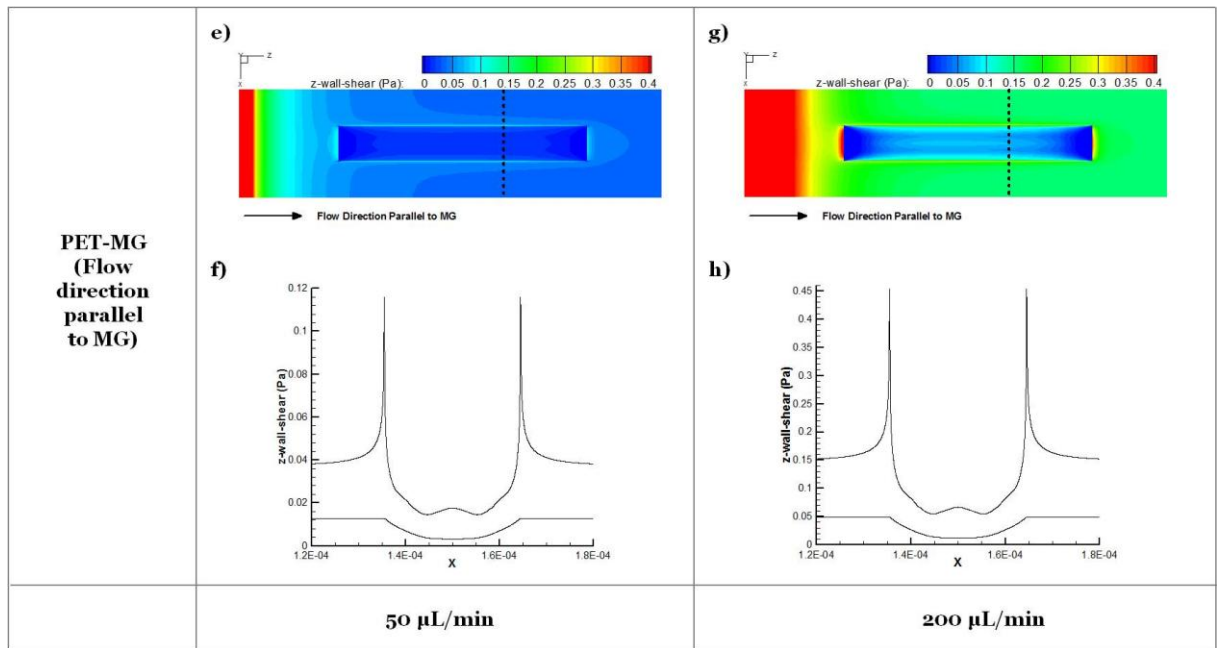 PET-MG
(Flow
direction
parallel
to MG)
e)
Y Z
X
z-wall-shear (Pa): 0 0.05 0.1 0.15 0.2 0.25 0.3 0.35 0.4
Flow Direction Parallel to MG
f)
z-wall-shear (Pa)
0.12
0.1
0.08
0.06
0.04
0.02
0
1.2E-04 1.4E-04 1.6E-04 1.8E-04
X
50 µL/min
g)
Y Z
X
z-wall-shear (Pa): 0 0.05 0.1 0.15 0.2 0.25 0.3 0.35 0.4
Flow Direction Parallel to MG
h)
z-wall-shear (Pa)
0.45
0.4
0.35
0.3
0.25
0.2
0.15
0.1
0.05
0
1.2E-04 1.4E-04 1.6E-04 1.8E-04
X
200 µL/min